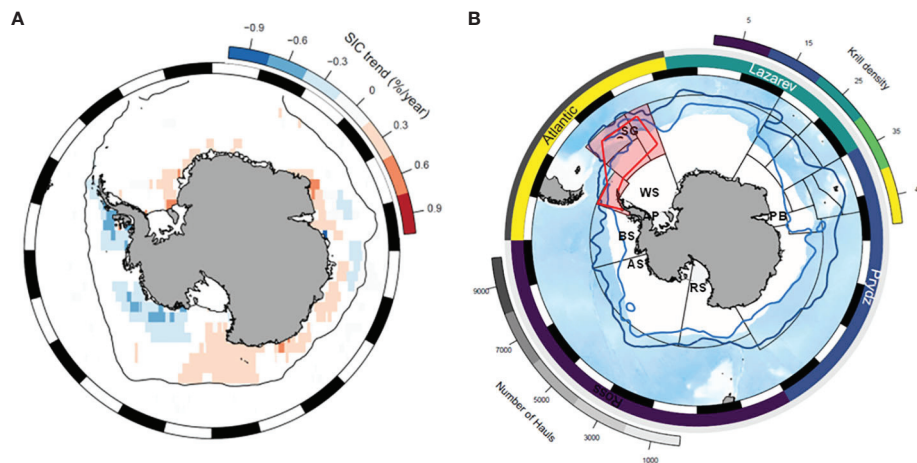 A
−0.9
−0.6
−0.3
0
0.3
0.6
0.9
SIC trend (%/year)
B
5
15
25
35
Krill density
Atlantic
Lazarev
Prydz
Ross
SG
WS
AP
BS
AS
RS
PB
9000
7000
5000
3000
1000
Number of Hauls